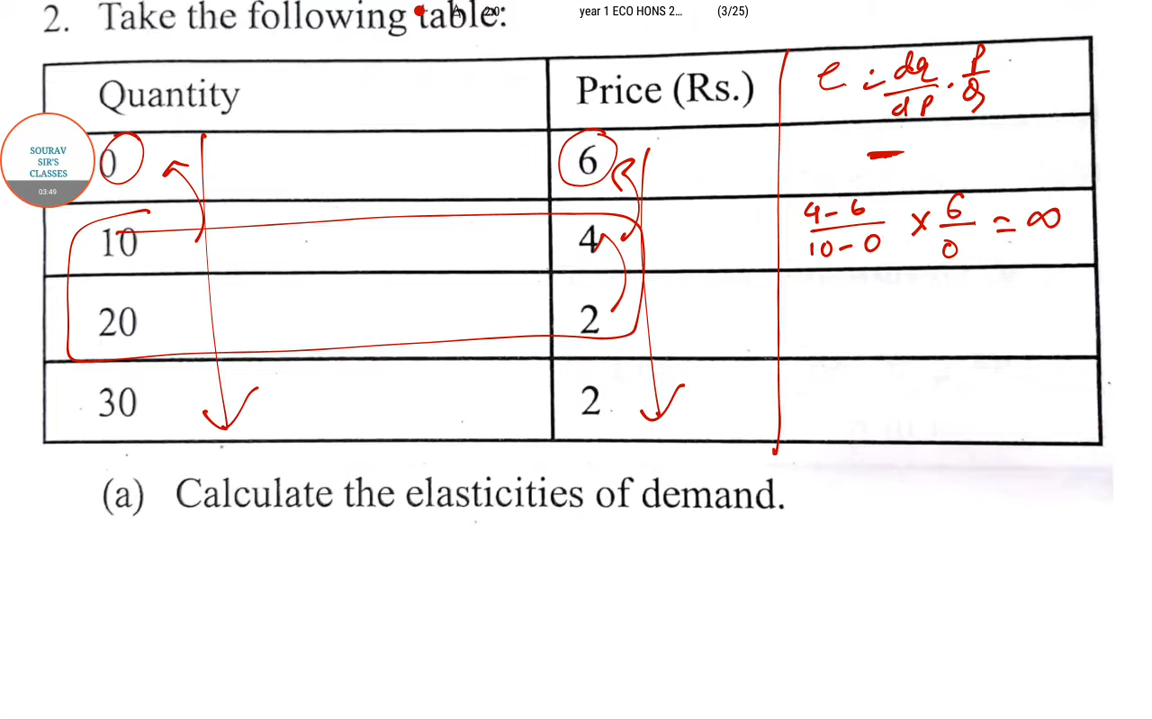 2. Take the following table:
year 1 ECO HONS 2... (3/25)
Quantity Price (Rs.) e = dq/dP . P/Q
SOURAV
SIR'S
CLASSES
03:49
0 6 -
10 4 4-6/10-0 × 6/0 = ∞
20 2
30 2
(a) Calculate the elasticities of demand.